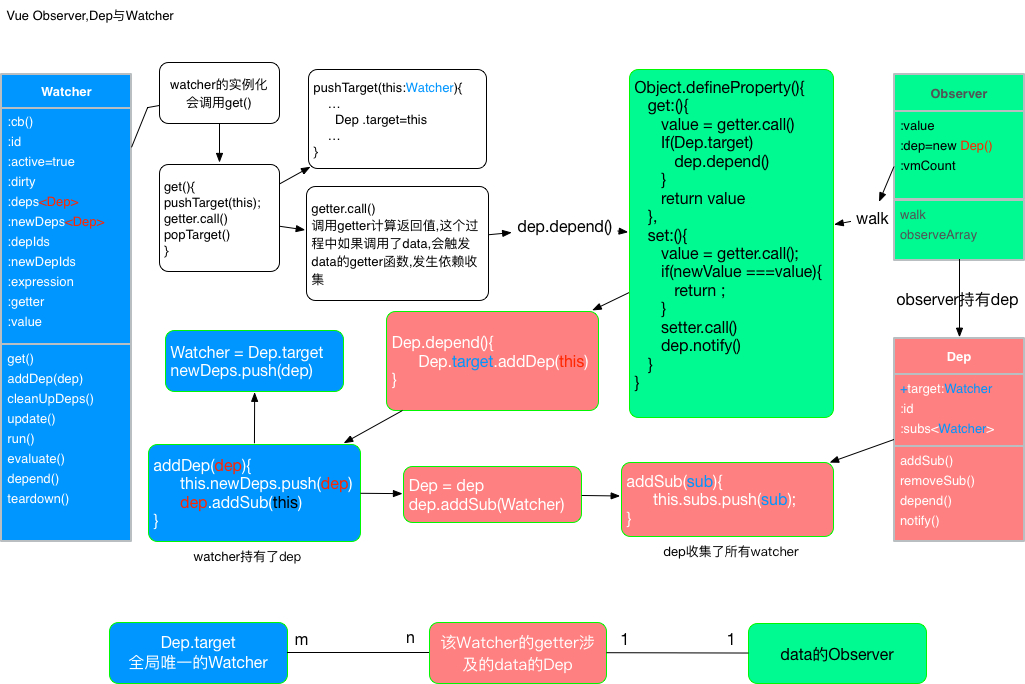 Vue Observer,Dep与Watcher
Watcher
:cb()
:id
:active=true
:dirty
:deps<Dep>
:newDeps<Dep>
:depIds
:newDepIds
:expression
:getter
:value
get()
addDep(dep)
cleanUpDeps()
update()
run()
evaluate()
depend()
teardown()
watcher的实例化
会调用get()
get(){
pushTarget(this);
getter.call()
popTarget()
}
pushTarget(this:Watcher){
...
Dep .target=this
...
}
getter.call()
调用getter计算返回值,这个过
程中如果调用了data,会触发
data的getter函数,发生依赖收
集
dep.depend()
Object.defineProperty(){
get:(){
value = getter.call()
If(Dep.target)
dep.depend()
}
return value
},
set:(){
value = getter.call();
if(newValue ===value){
return ;
}
setter.call()
dep.notify()
}
}
walk
Observer
:value
:dep=new Dep()
:vmCount
walk
observeArray
observer持有dep
Dep
+target:Watcher
:id
:subs<Watcher>
addSub()
removeSub()
depend()
notify()
Dep.depend(){
Dep.target.addDep(this)
}
Watcher = Dep.target
newDeps.push(dep)
addDep(dep){
this.newDeps.push(dep)
dep.addSub(this)
}
watcher持有了dep
Dep = dep
dep.addSub(Watcher)
addSub(sub){
this.subs.push(sub);
}
dep收集了所有watcher
Dep.target
全局唯一的Watcher
m
n
该Watcher的getter涉
及的data的Dep
1
1
data的Observer